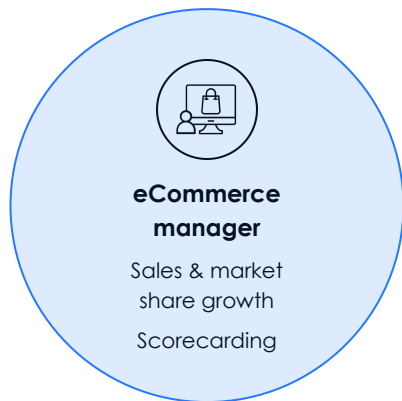 eCommerce
manager
Sales & market
share growth
Scorecarding